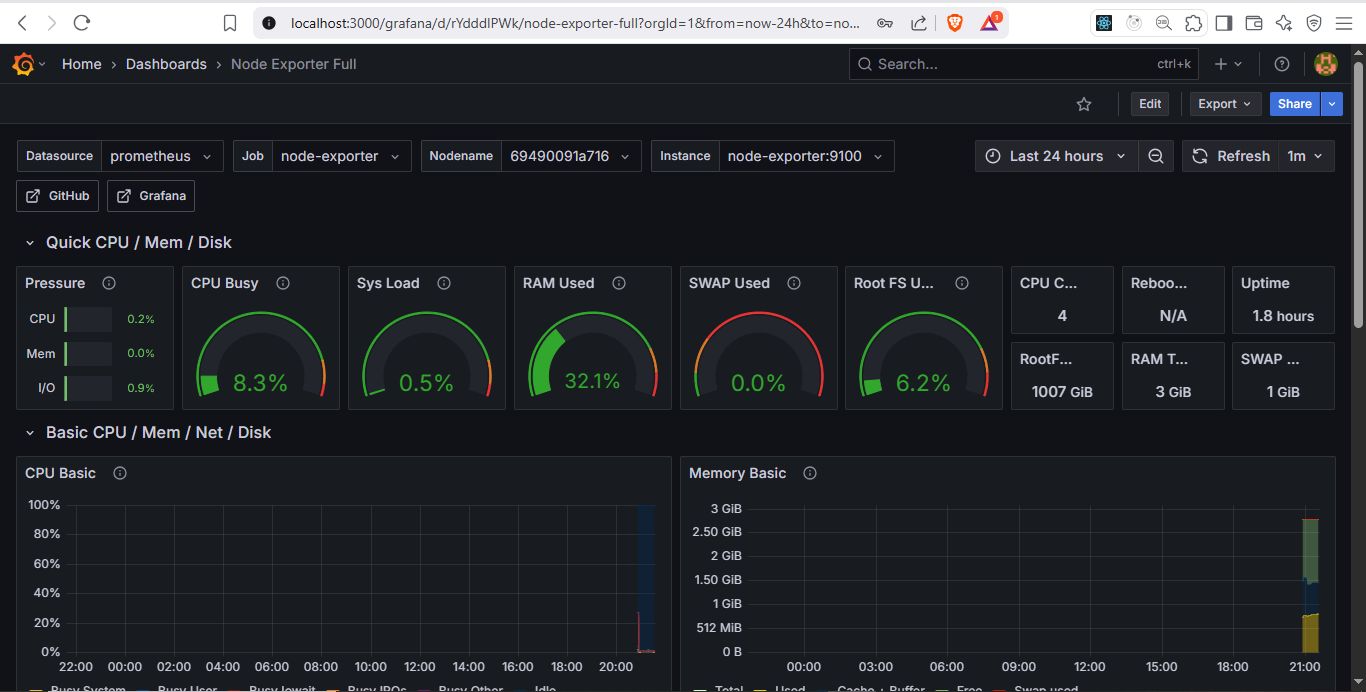 localhost:3000/grafana/d/rYdddlPWk/node-exporter-full?orgId=1&from=now-24h&to=no...
1
Home › Dashboards › Node Exporter Full
Search... ctrl+k
Edit Export Share
Datasource prometheus Job node-exporter Nodename 69490091a716 Instance node-exporter:9100 Last 24 hours Refresh 1m
GitHub Grafana
Quick CPU / Mem / Disk
Pressure
CPU 0.2%
Mem 0.0%
I/O 0.9%
CPU Busy
8.3%
Sys Load
0.5%
RAM Used
32.1%
SWAP Used
0.0%
Root FS U...
6.2%
CPU C...
4
Reboo...
N/A
Uptime
1.8 hours
RootF...
1007 GiB
RAM T...
3 GiB
SWAP ...
1 GiB
Basic CPU / Mem / Net / Disk
CPU Basic
100%
80%
60%
40%
20%
0%
22:00 00:00 02:00 04:00 06:00 08:00 10:00 12:00 14:00 16:00 18:00 20:00
Busy System Busy User Busy Iowait Busy IRQs Busy Other Idle
Memory Basic
3 GiB
2.50 GiB
2 GiB
1.50 GiB
1 GiB
512 MiB
0 B
00:00 03:00 06:00 09:00 12:00 15:00 18:00 21:00
Total Used Cache + Buffer Free Swap used